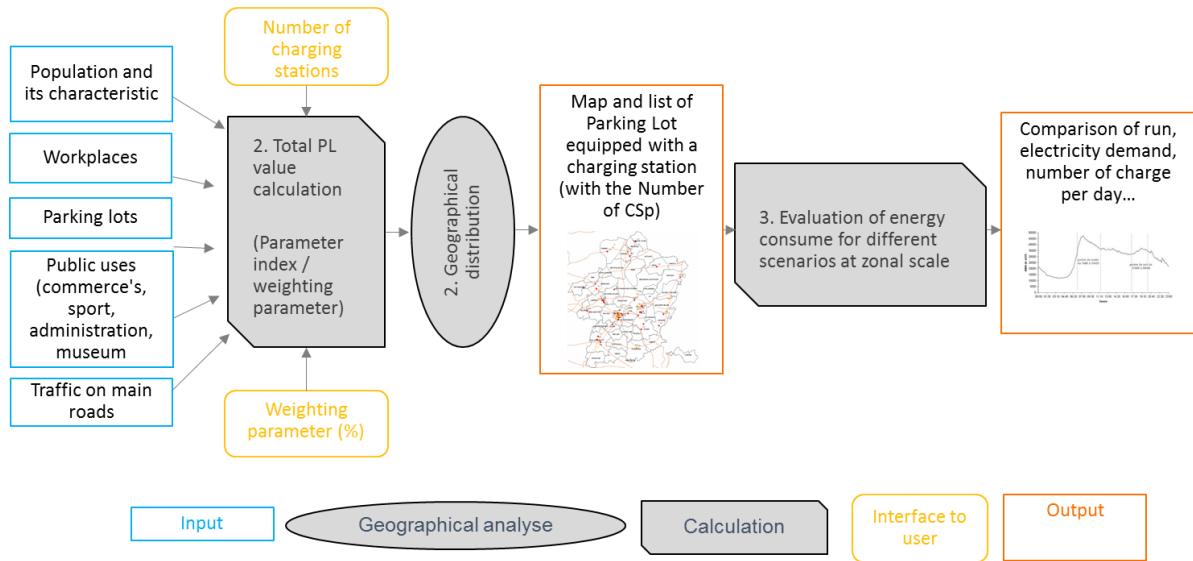 Number of
charging
stations
Population and
its characteristic
Workplaces
Parking lots
Public uses
(commerce's,
sport,
administration,
museum
Traffic on main
roads
2. Total PL
value
calculation
(Parameter
index /
weighting
parameter)
Weighting
parameter (%)
2. Geographical
distribution
Map and list of
Parking Lot
equipped with a
charging station
(with the Number
of CSp)
3. Evaluation of energy
consume for different
scenarios at zonal scale
Comparison of run,
electricity demand,
number of charge
per day...
Input
Geographical analyse
Calculation
Interface to
user
Output